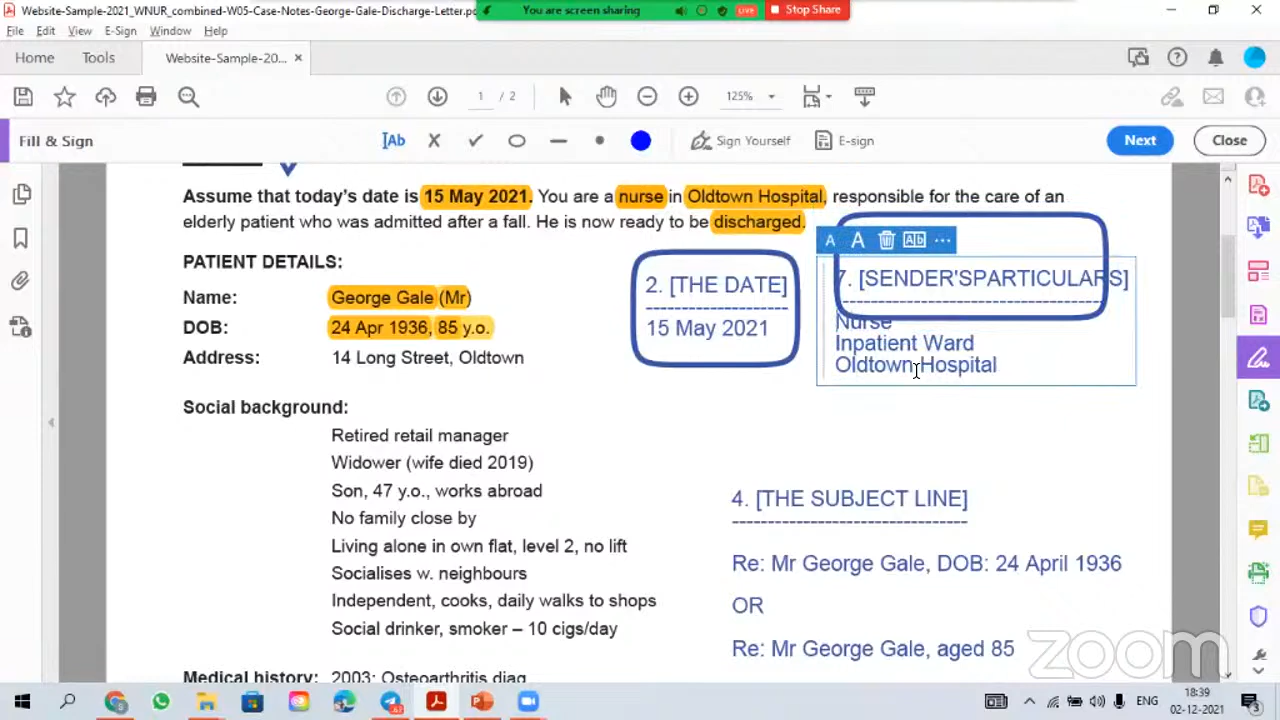 Website-Sample-2021_WNUR_combined-W05-Case-Notes-George-Gale-Discharge-Letter.pc
You are screen sharing
LIVE
Stop Share
File Edit View E-Sign Window Help
Home Tools Website-Sample-20...
1 / 2 125%
Fill & Sign Ab Sign Yourself E-sign Next Close
Assume that today's date is 15 May 2021. You are a nurse in Oldtown Hospital, responsible for the care of an
elderly patient who was admitted after a fall. He is now ready to be discharged.
A A Ab
PATIENT DETAILS:
Name: George Gale (Mr)
DOB: 24 Apr 1936, 85 y.o.
Address: 14 Long Street, Oldtown
2. [THE DATE]
15 May 2021
7. [SENDER'SPARTICULARS]
Nurse
Inpatient Ward
Oldtown Hospital
Social background:
Retired retail manager
Widower (wife died 2019)
Son, 47 y.o., works abroad
No family close by
Living alone in own flat, level 2, no lift
Socialises w. neighbours
Independent, cooks, daily walks to shops
Social drinker, smoker – 10 cigs/day
4. [THE SUBJECT LINE]
Re: Mr George Gale, DOB: 24 April 1936
OR
Re: Mr George Gale, aged 85
Medical history: 2003: Osteoarthritis diag
zoom
ENG
18:39
02-12-2021
3